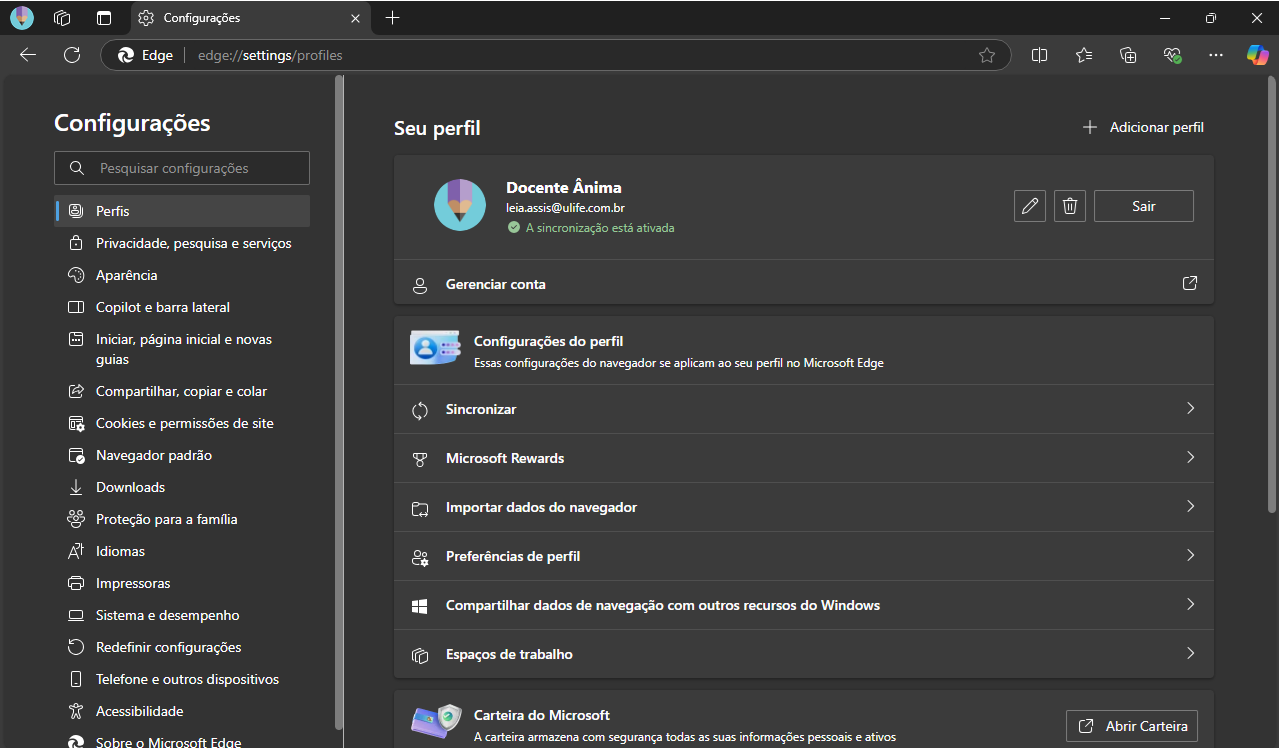 Configurações
Edge
edge://settings/profiles
Configurações
Pesquisar configurações
Perfis
Privacidade, pesquisa e serviços
Aparência
Copilot e barra lateral
Iniciar, página inicial e novas
guias
Compartilhar, copiar e colar
Cookies e permissões de site
Navegador padrão
Downloads
Proteção para a família
Idiomas
Impressoras
Sistema e desempenho
Redefinir configurações
Telefone e outros dispositivos
Acessibilidade
Sobre o Microsoft Edge
Seu perfil
Adicionar perfil
Docente Ânima
leia.assis@ulife.com.br
A sincronização está ativada
Sair
Gerenciar conta
Configurações do perfil
Essas configurações do navegador se aplicam ao seu perfil no Microsoft Edge
Sincronizar
Microsoft Rewards
Importar dados do navegador
Preferências de perfil
Compartilhar dados de navegação com outros recursos do Windows
Espaços de trabalho
Carteira do Microsoft
A carteira armazena com segurança todas as suas informações pessoais e ativos
Abrir Carteira